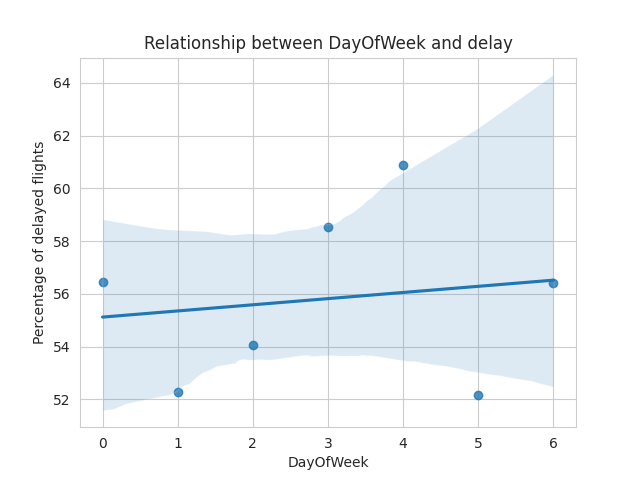 Relationship between DayOfWeek and delay
64
62
60
58
56
54
52
Percentage of delayed flights
0 1 2 3 4 5 6
DayOfWeek